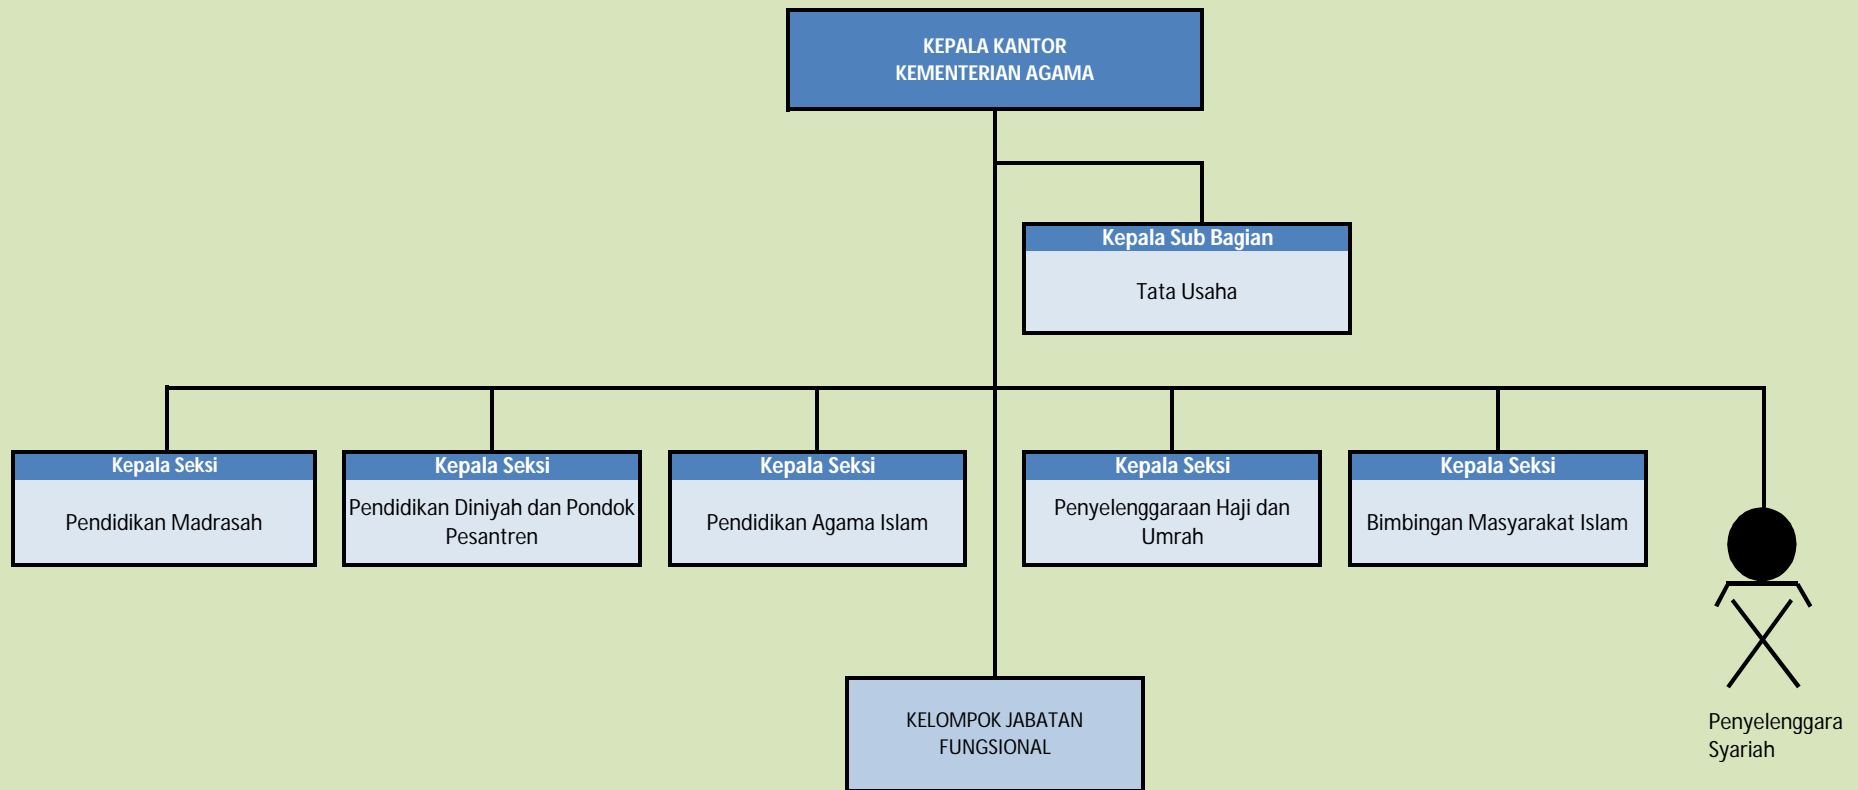 KEPALA KANTOR
KEMENTERIAN AGAMA
Kepala Sub Bagian
Tata Usaha
Kepala Seksi
Pendidikan Madrasah
Kepala Seksi
Pendidikan Diniyah dan Pondok
Pesantren
Kepala Seksi
Pendidikan Agama Islam
Kepala Seksi
Penyelenggaraan Haji dan
Umrah
Kepala Seksi
Bimbingan Masyarakat Islam
Penyelenggara
Syariah
KELOMPOK JABATAN
FUNGSIONAL